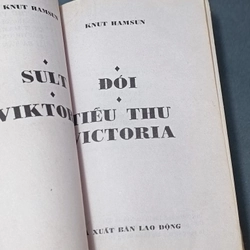 KNUT HAMSUN
SULT
VIKTO
KNUT HAMSUN
ĐÓI
TIỂU THƯ
VICTORIA
XUẤT BẢN LAO ĐỘNG